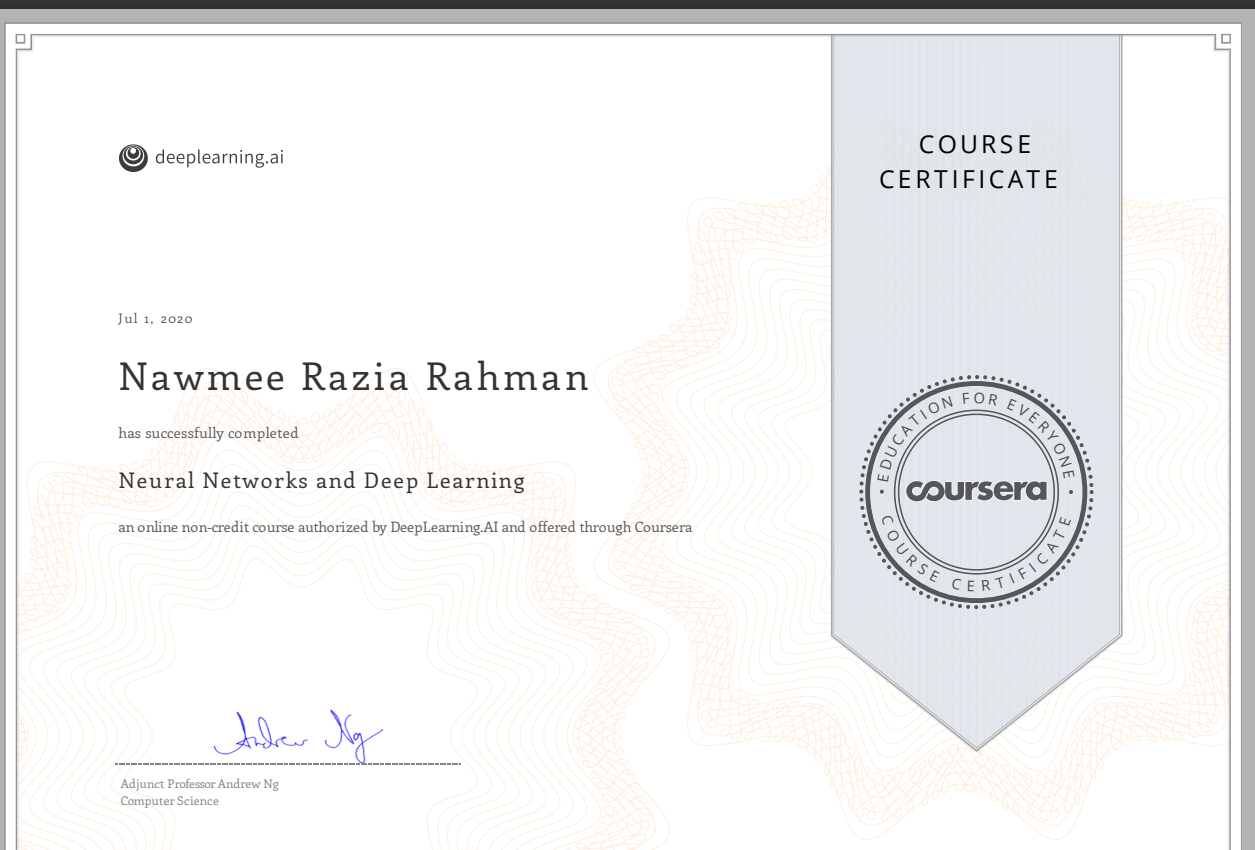 deeplearning.ai
COURSE
CERTIFICATE
Jul 1, 2020
Nawmee Razia Rahman
has successfully completed
Neural Networks and Deep Learning
an online non-credit course authorized by DeepLearning.AI and offered through Coursera
EDUCATION FOR EVERYONE
coursera
COURSE CERTIFICATE
Andrew Ng
Adjunct Professor Andrew Ng
Computer Science